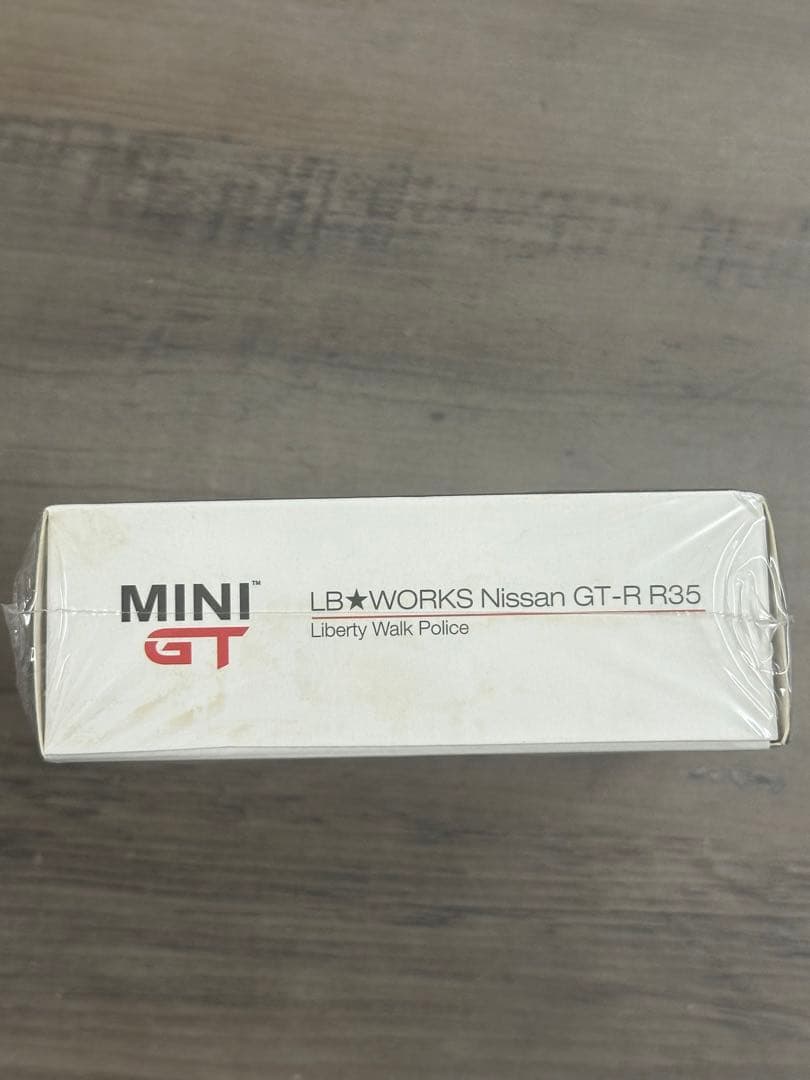 MINI™
GT
LB★WORKS Nissan GT-R R35
Liberty Walk Police